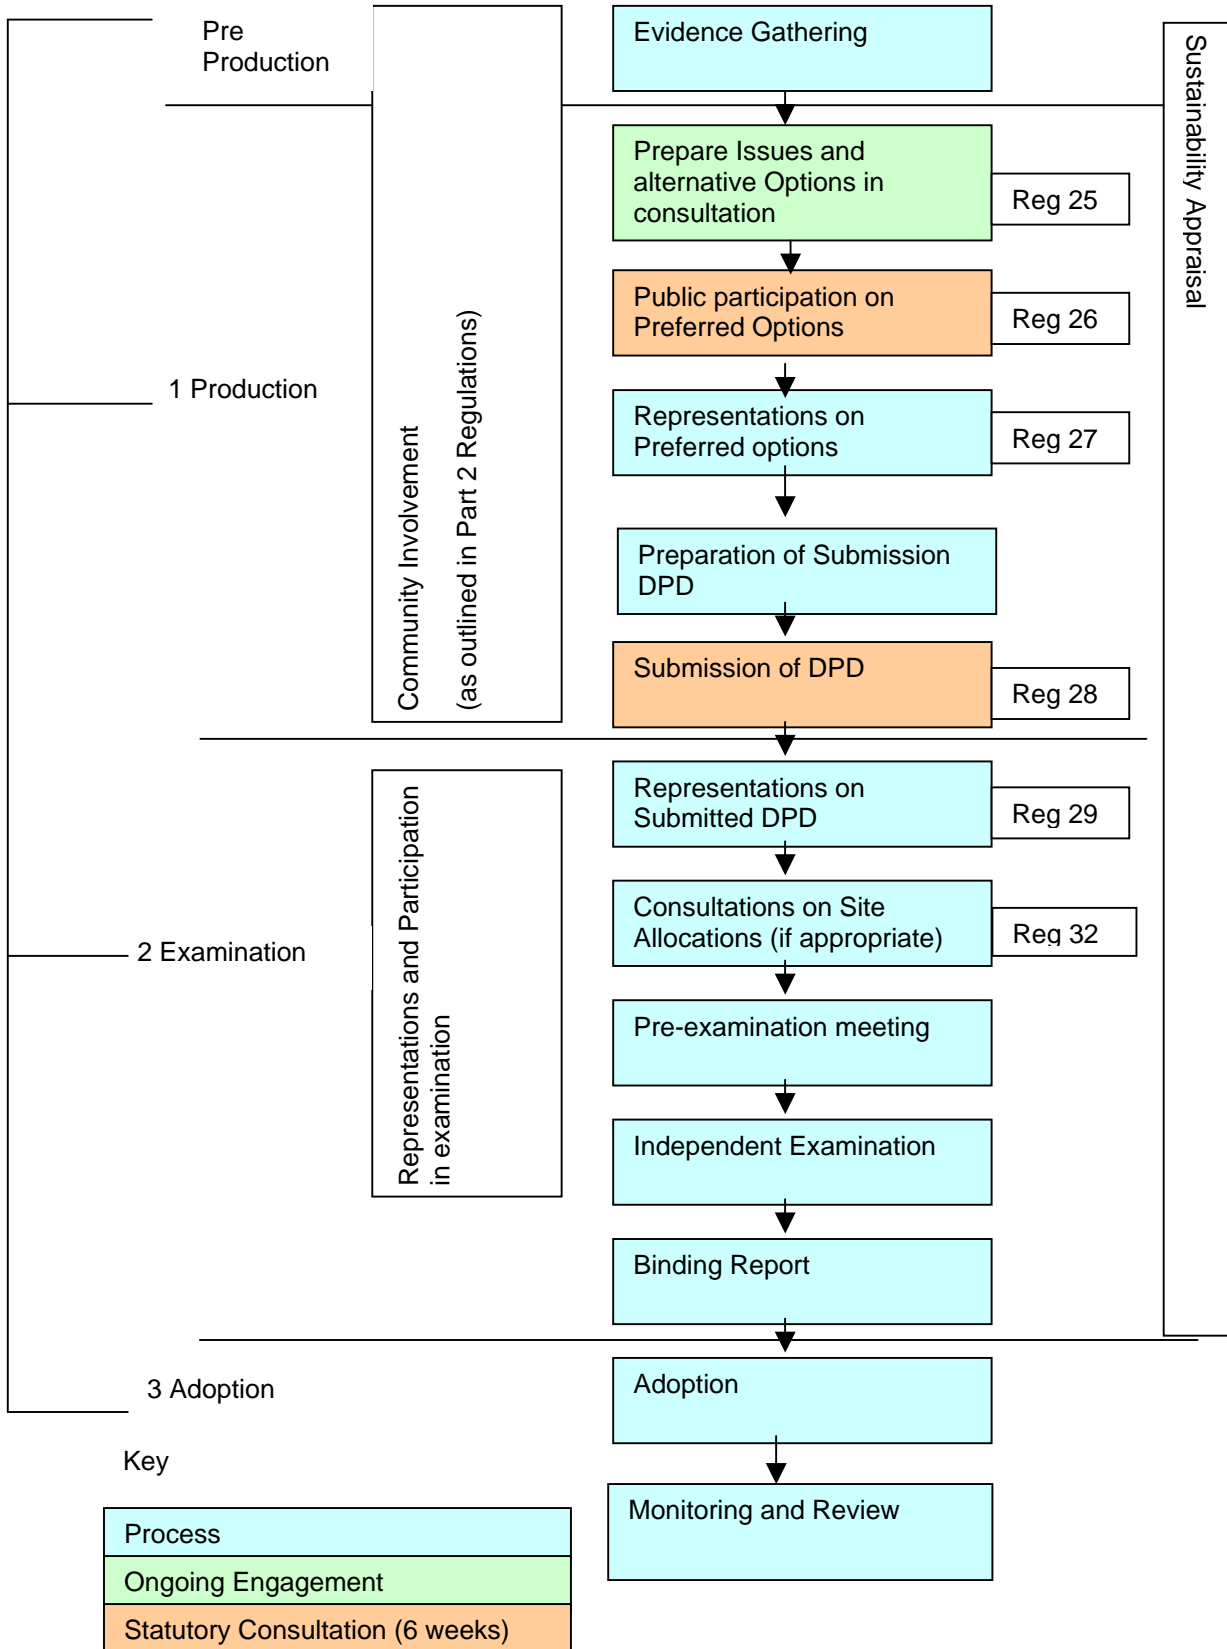 Pre
Production
Evidence Gathering
Sustainability Appraisal
Prepare Issues and
alternative Options in
consultation
Reg 25
Public participation on
Preferred Options
Reg 26
1 Production
Community Involvement
(as outlined in Part 2 Regulations)
Representations on
Preferred options
Reg 27
Preparation of Submission
DPD
Submission of DPD
Reg 28
Representations on
Submitted DPD
Reg 29
2 Examination
Representations and Participation
in examination
Consultations on Site
Allocations (if appropriate)
Reg 32
Pre-examination meeting
Independent Examination
Binding Report
3 Adoption
Adoption
Monitoring and Review
Key
Process
Ongoing Engagement
Statutory Consultation (6 weeks)